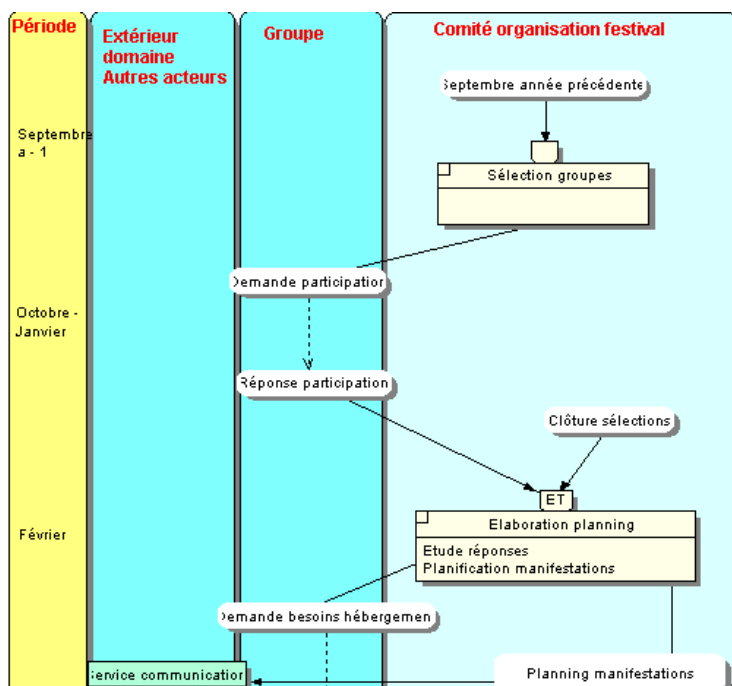 Période
Extérieur
domaine
Autres acteurs
Groupe
Comité organisation festival
Septembre année précédente
Septembre
a - 1
Sélection groupes
Demande participation
Octobre -
Janvier
Réponse participation
Clôture sélections
ET
Elaboration planning
Février
Etude réponses
Planification manifestations
Demande besoins hébergemen
Service communication
Planning manifestations